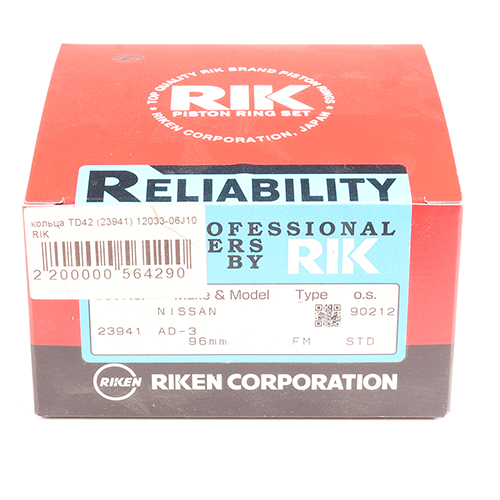 • TOP QUALITY RIK BRAND PISTON RINGS •
RIK
PISTON RING SET
RIKEN CORPORATION, JAPAN
RELIABILITY
кольца TD42 (23941) 12033-06J10
RIK
2 200000 564290
OFESSIONAL
ERS
BY RIK
Make & Model Type o.s.
NISSAN 90212
23941 AD-3
96mm FM STD
RIKEN RIKEN CORPORATION